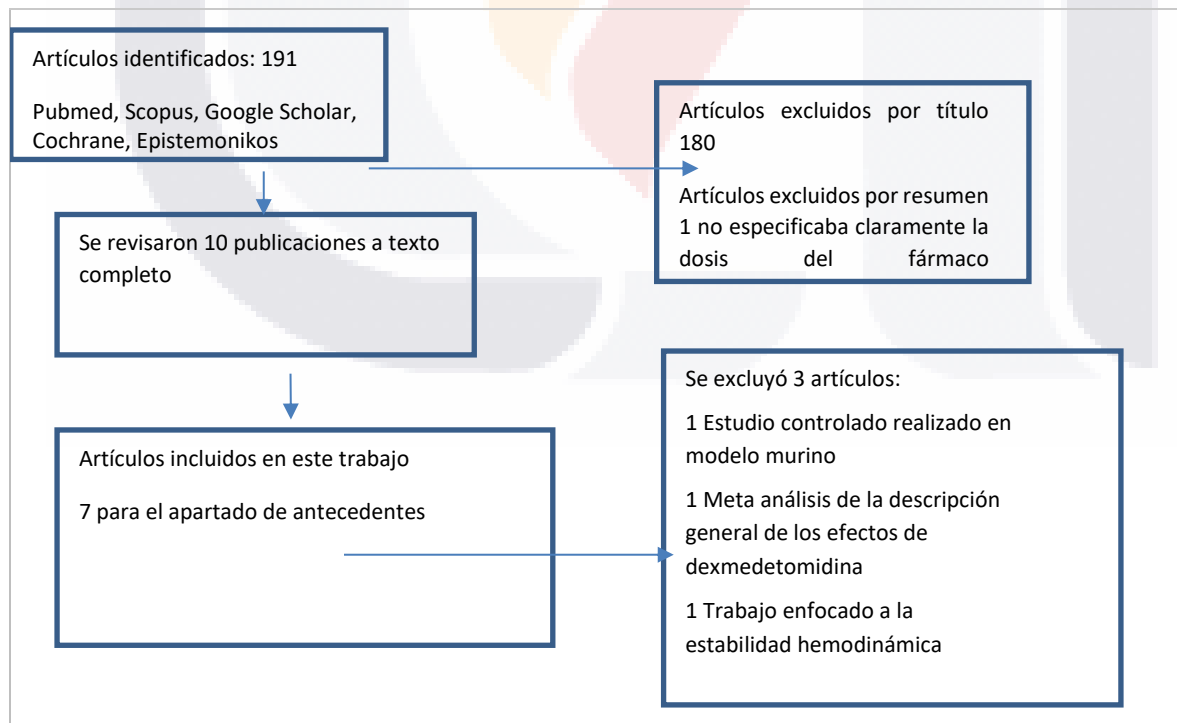 Artículos identificados: 191
Pubmed, Scopus, Google Scholar,
Cochrane, Epistemonikos
Artículos excluidos por título
180
Artículos excluidos por resumen
1 no especificaba claramente la
dosis del fármaco
Se revisaron 10 publicaciones a texto
completo
Se excluyó 3 artículos:
1 Estudio controlado realizado en
modelo murino
1 Meta análisis de la descripción
general de los efectos de
dexmedetomidina
1 Trabajo enfocado a la
estabilidad hemodinámica
Artículos incluidos en este trabajo
7 para el apartado de antecedentes